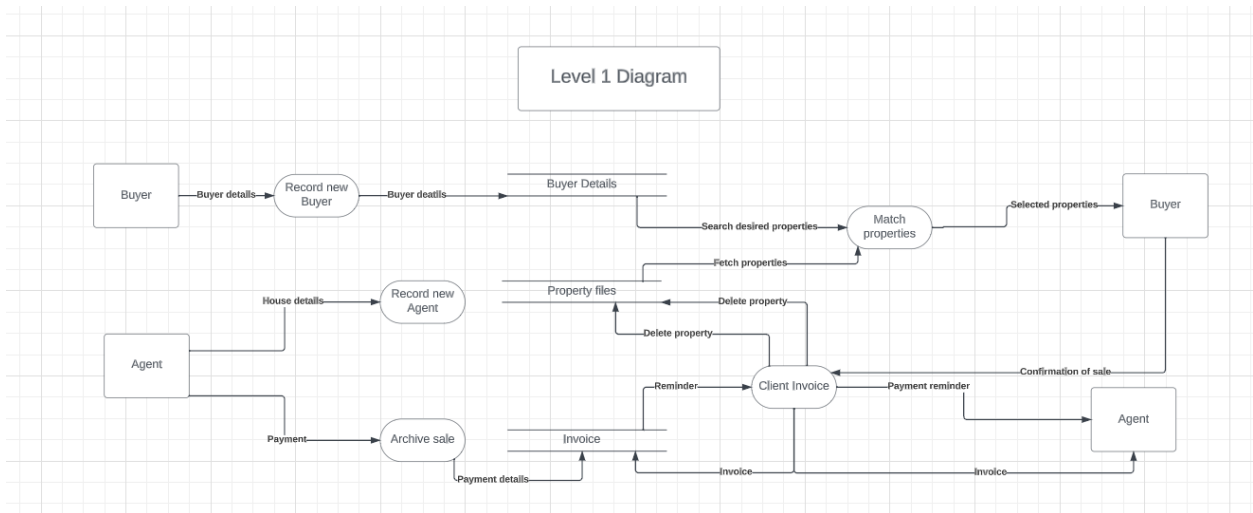 Level 1 Diagram
Buyer
Buyer details
Record new
Buyer
Buyer deatils
Buyer Details
Search desired properties
Match
properties
Selected properties
Buyer
Fetch properties
House details
Record new
Agent
Property files
Delete property
Delete property
Agent
Reminder
Client Invoice
Confirmation of sale
Payment reminder
Payment
Archive sale
Invoice
Agent
Payment details
Invoice
Invoice